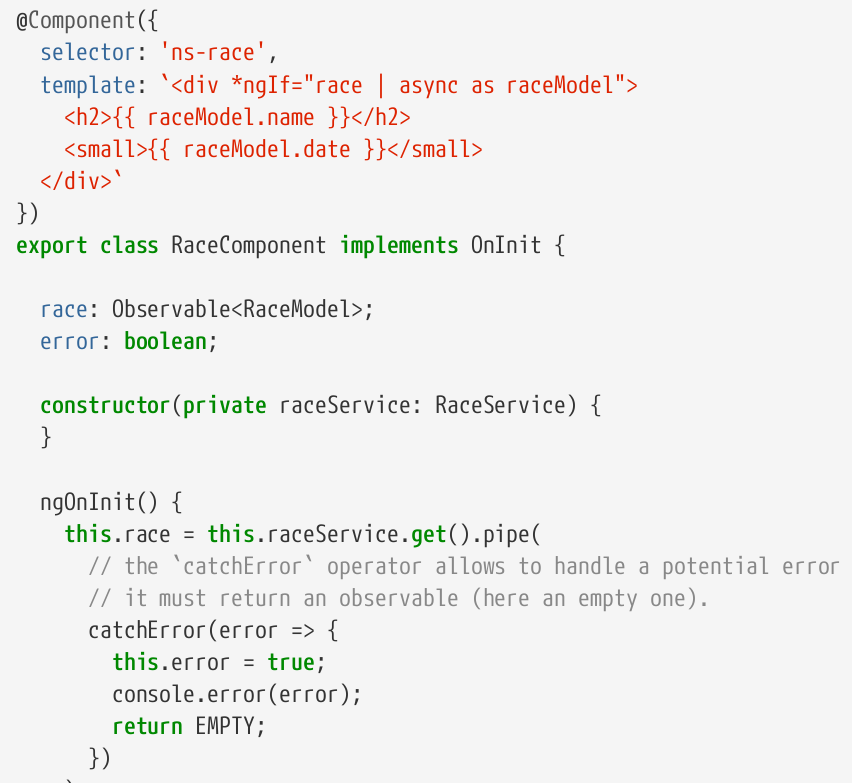 @Component({
  selector: 'ns-race',
  template: `<div *ngIf="race | async as raceModel">
    <h2>{{ raceModel.name }}</h2>
    <small>{{ raceModel.date }}</small>
  </div>`
})
export class RaceComponent implements OnInit {

  race: Observable<RaceModel>;
  error: boolean;

  constructor(private raceService: RaceService) {
  }

  ngOnInit() {
    this.race = this.raceService.get().pipe(
      // the `catchError` operator allows to handle a potential error
      // it must return an observable (here an empty one).
      catchError(error => {
        this.error = true;
        console.error(error);
        return EMPTY;
      })